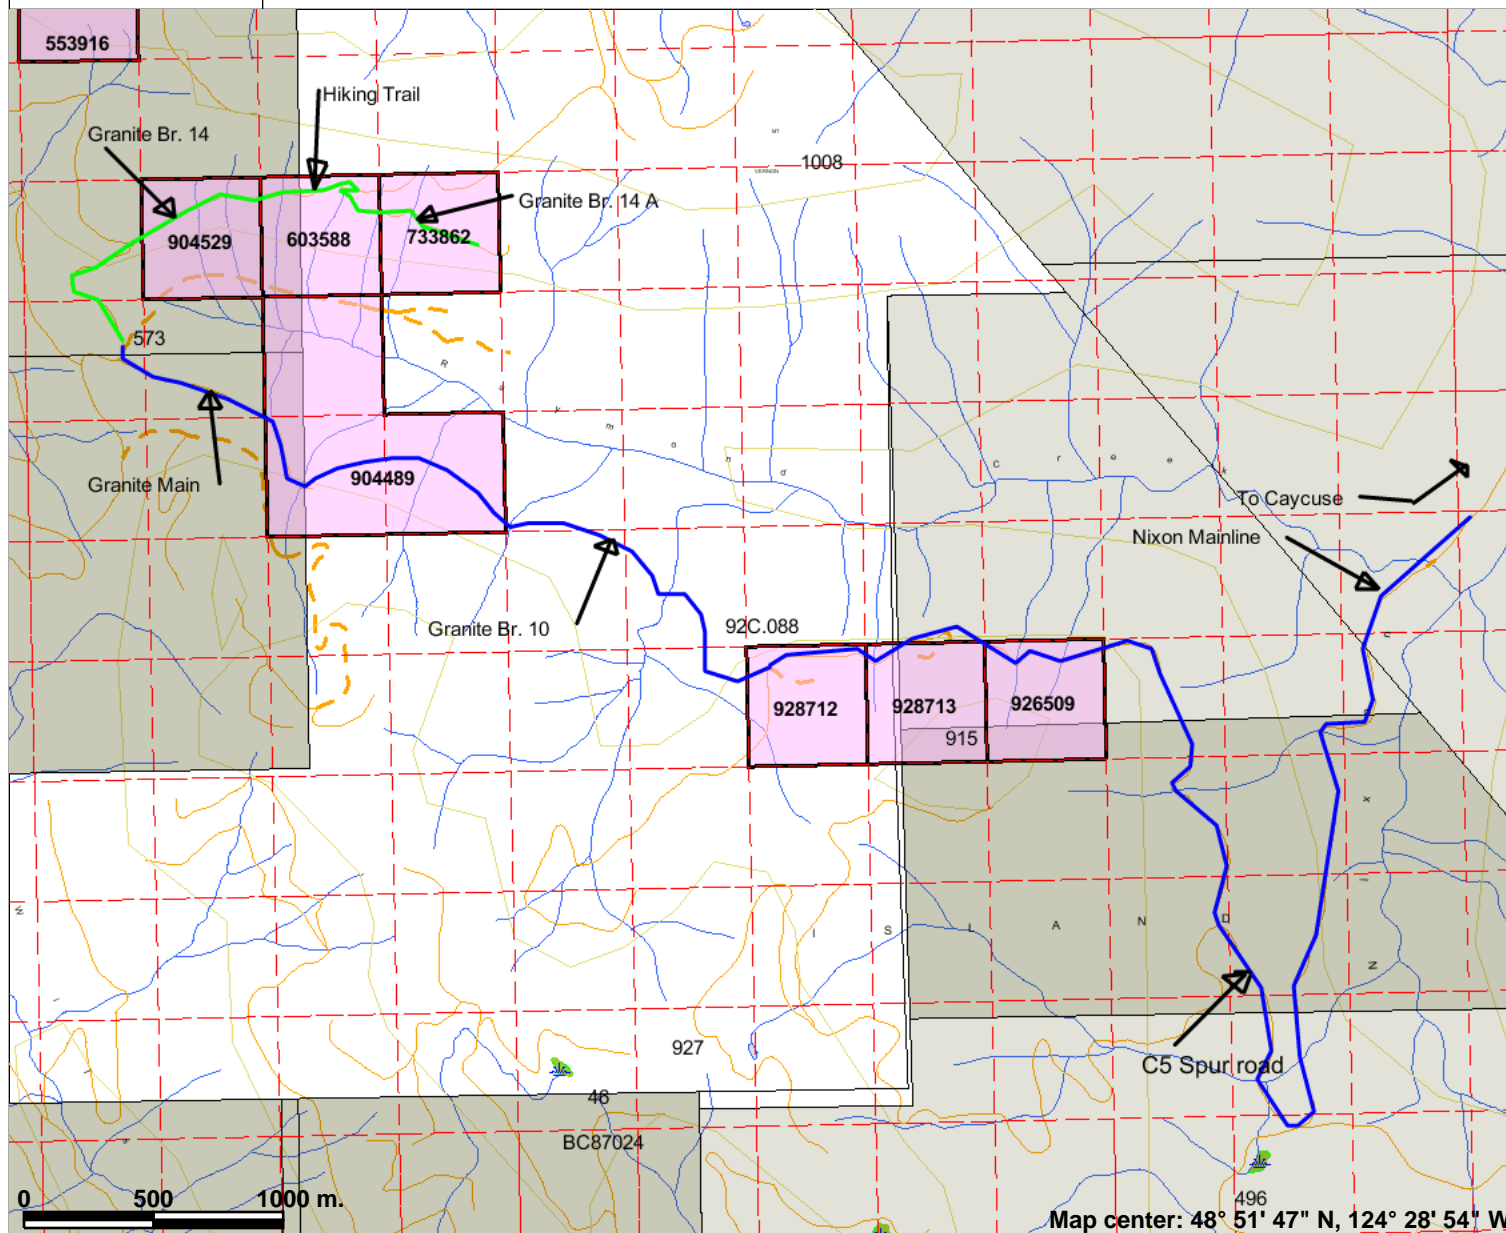 553916
Hiking Trail
Granite Br. 14
MT
VERNON
1008
Granite Br. 14 A
904529
603588
733862
573
R a y m o n d C r e e k
Granite Main
904489
To Caycuse
Nixon Mainline
Granite Br. 10
92C.088
928712
928713
926509
915
I S L A N D
N i x
C5 Spur road
927
46
BC87024
496
0 500 1000 m.
Map center: 48° 51' 47" N, 124° 28' 54" W